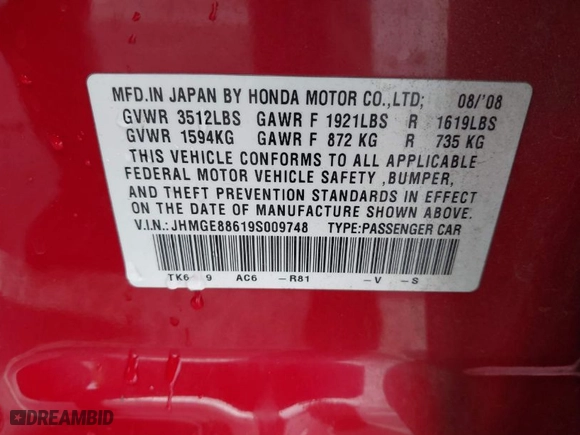 MFD.IN JAPAN BY HONDA MOTOR CO.,LTD; 08/'08
GVWR 3512LBS GAWR F 1921LBS R 1619LBS
GVWR 1594KG GAWR F 872 KG R 735 KG
THIS VEHICLE CONFORMS TO ALL APPLICABLE
FEDERAL MOTOR VEHICLE SAFETY ,BUMPER,
AND THEFT PREVENTION STANDARDS IN EFFECT
ON THE DATE OF MANUFACTURE SHOWN ABOVE.
V.I.N.: JHMGE88619S009748 TYPE:PASSENGER CAR
TK6 9 AC6 -R81 -V -S
DREAMBID